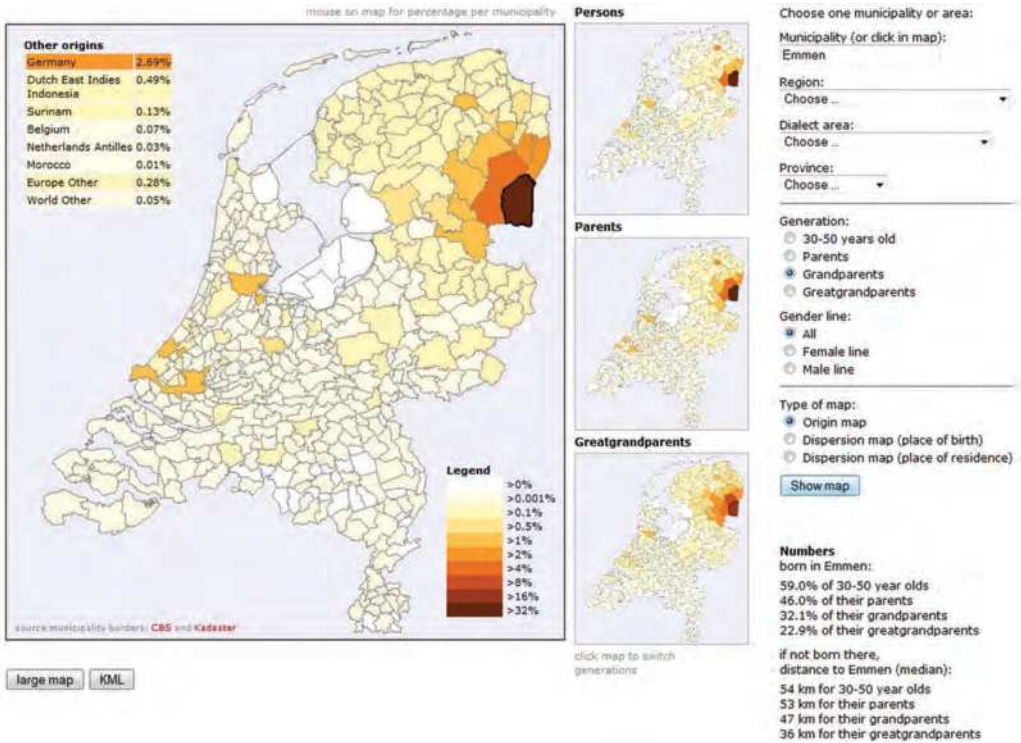 mouse on map for percentage per municipality
Other origins
Germany 2.69%
Dutch East Indies 0.49%
Indonesia
Surinam 0.13%
Belgium 0.07%
Netherlands Antilles 0.03%
Morocco 0.01%
Europe Other 0.28%
World Other 0.05%
Legend
>0%
>0.001%
>0.1%
>0.5%
>1%
>2%
>4%
>8%
>16%
>32%
source municipality borders: CBS and Kadaster
large map KML
Persons
Parents
Greatgrandparents
click map to switch
generations
Choose one municipality or area:
Municipality (or click in map):
Emmen
Region:
Choose ...
Dialect area:
Choose ...
Province:
Choose ...
Generation:
30-50 years old
Parents
Grandparents
Greatgrandparents
Gender line:
All
Female line
Male line
Type of map:
Origin map
Dispersion map (place of birth)
Dispersion map (place of residence)
Show map
Numbers
born in Emmen:
59.0% of 30-50 year olds
46.0% of their parents
32.1% of their grandparents
22.9% of their greatgrandparents
if not born there,
distance to Emmen (median):
54 km for 30-50 year olds
53 km for their parents
47 km for their grandparents
36 km for their greatgrandparents